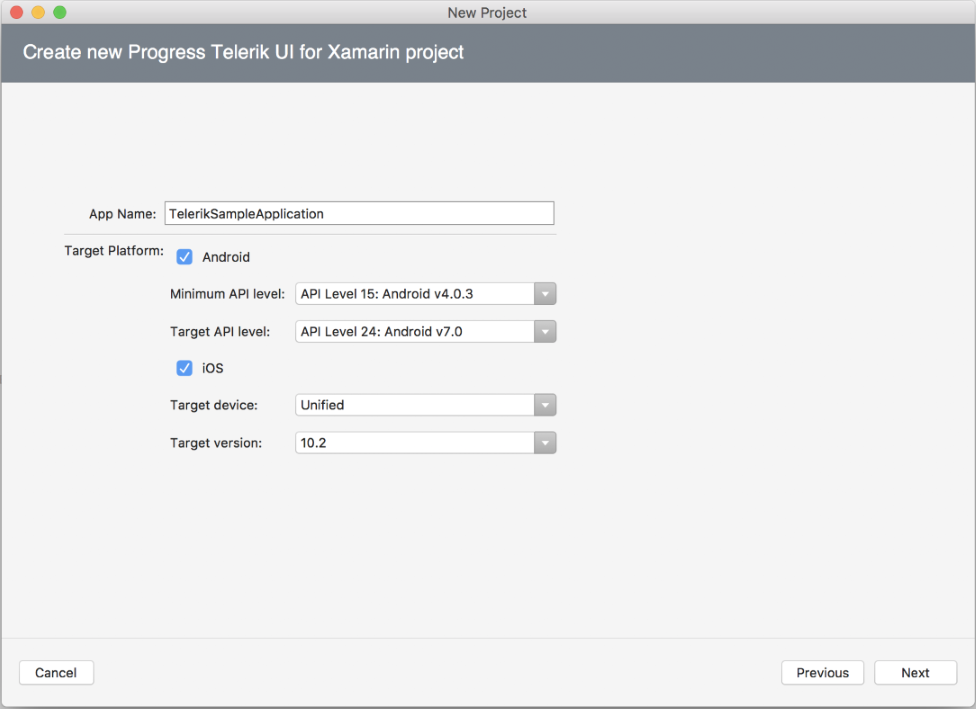 New Project
Create new Progress Telerik UI for Xamarin project
App Name: TelerikSampleApplication
Target Platform: Android
Minimum API level: API Level 15: Android v4.0.3
Target API level: API Level 24: Android v7.0
iOS
Target device: Unified
Target version: 10.2
Cancel Previous Next